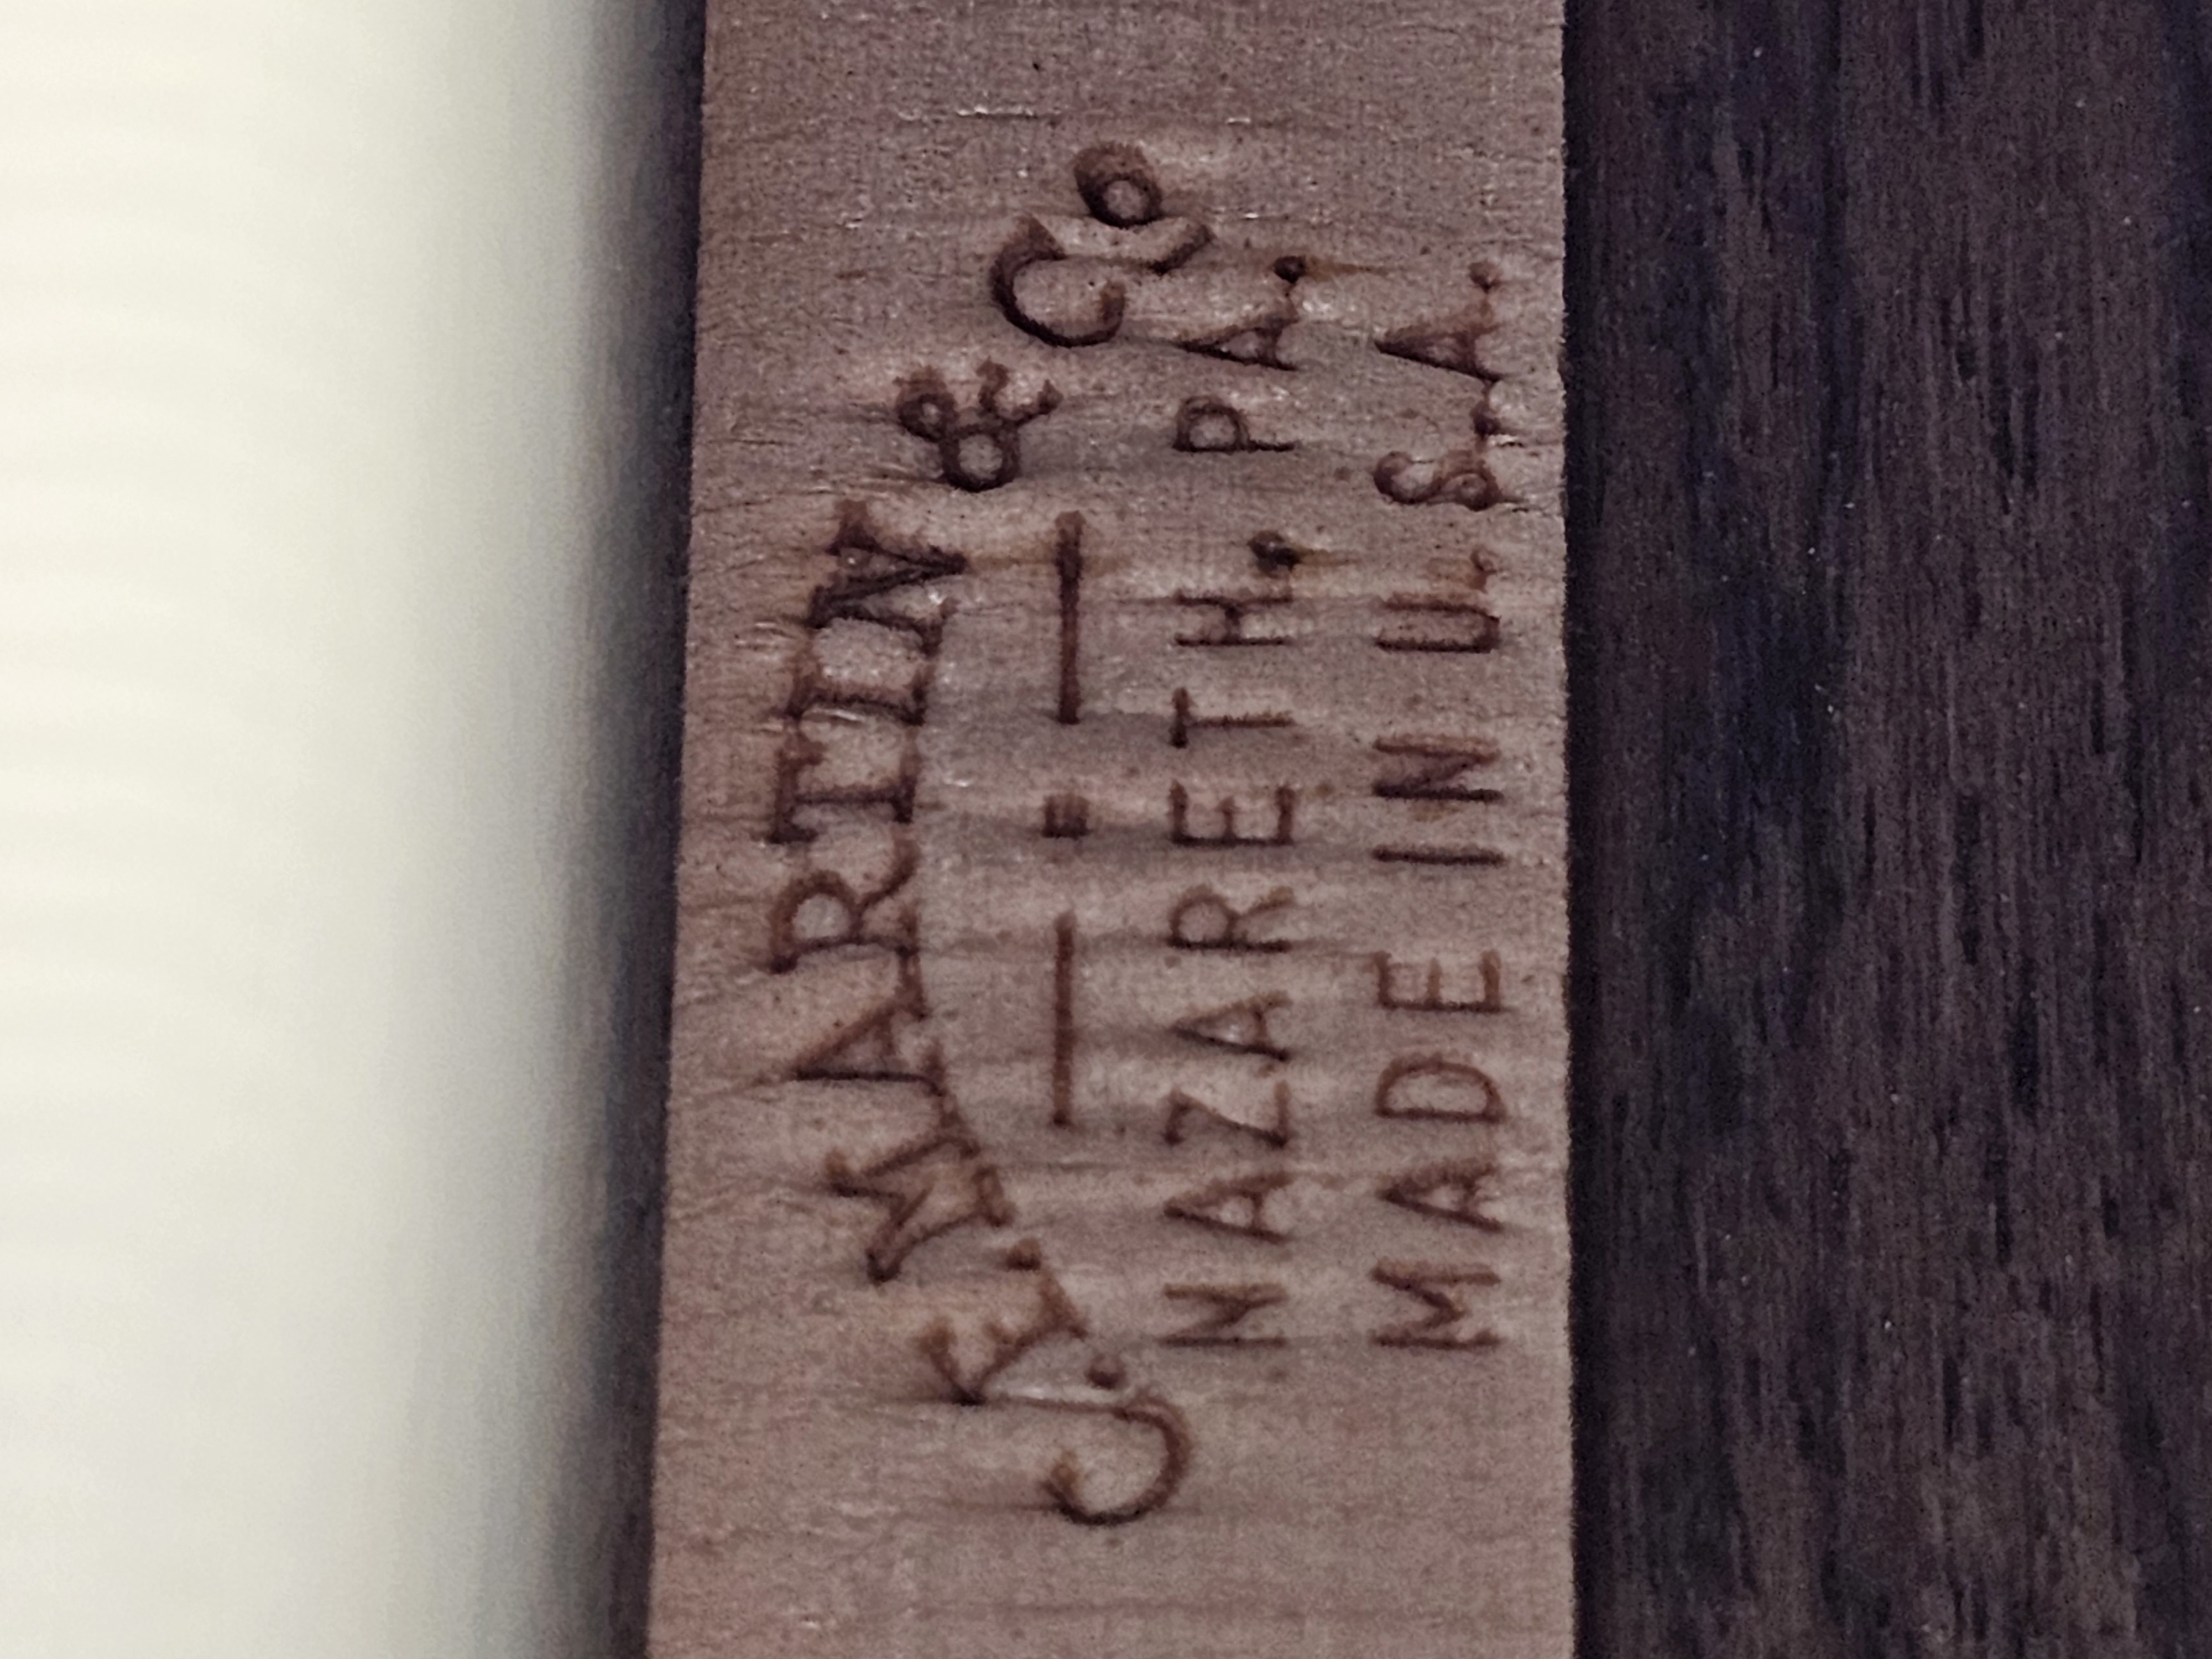 C. F. MARTIN & Co
NAZARETH. PA.
MADE IN U.S.A.